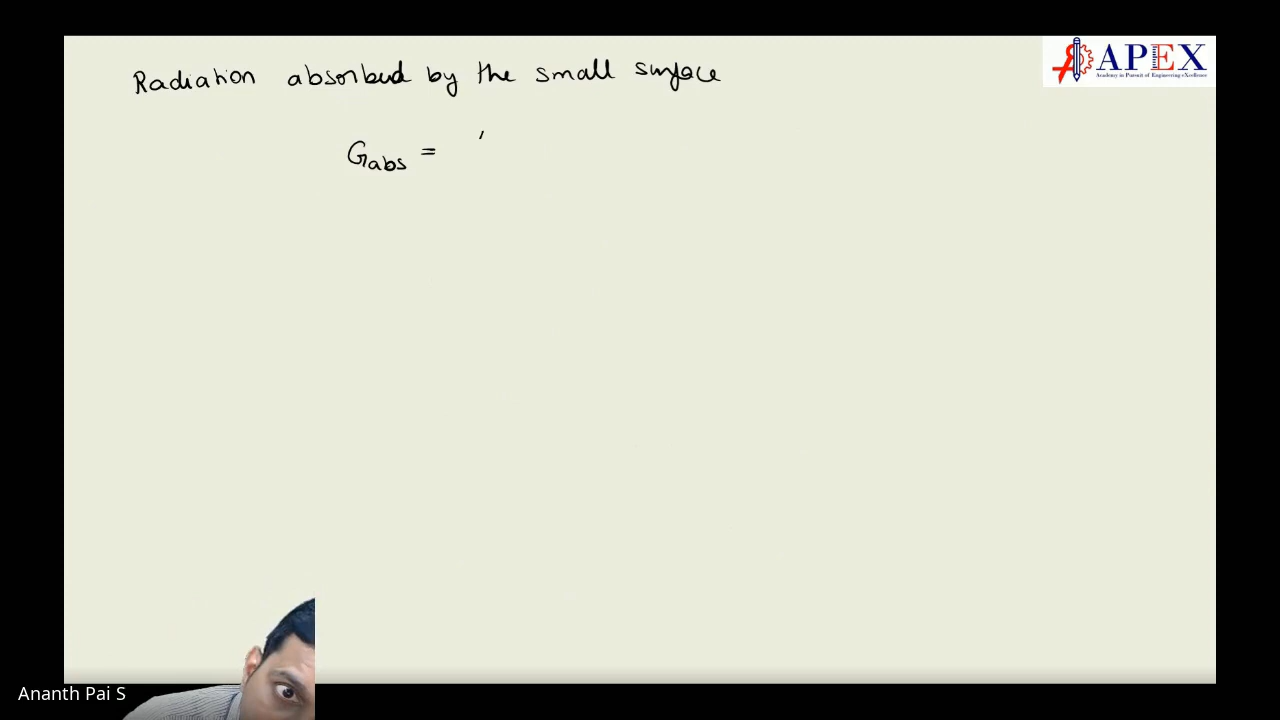 Radiation absorbed by the small surface
APEX
Academy in Pursuit of Engineering eXcellence
Gabs =
Ananth Pai S